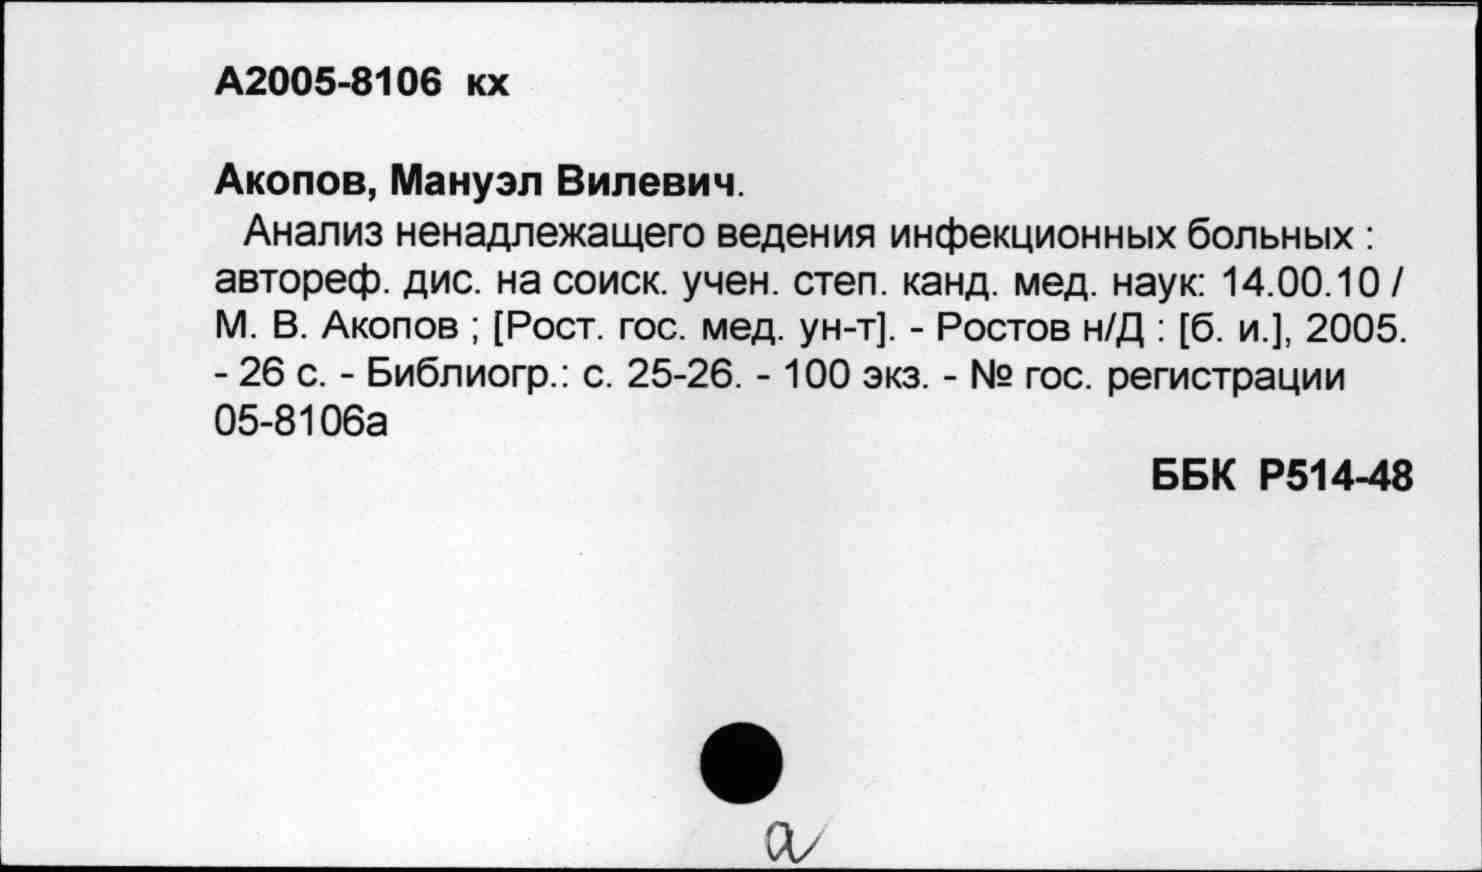 А2005-8106 кх
Акопов, Мануэл Вилевич.
Анализ ненадлежащего ведения инфекционных больных :
автореф. дис. на соиск. учен. степ. канд. мед. наук: 14.00.10 /
М. В. Акопов ; [Рост. гос. мед. ун-т]. - Ростов н/Д : [б. и.], 2005.
- 26 с. - Библиогр.: с. 25-26. - 100 экз. - № гос. регистрации
05-8106а
ББК Р514-48
а